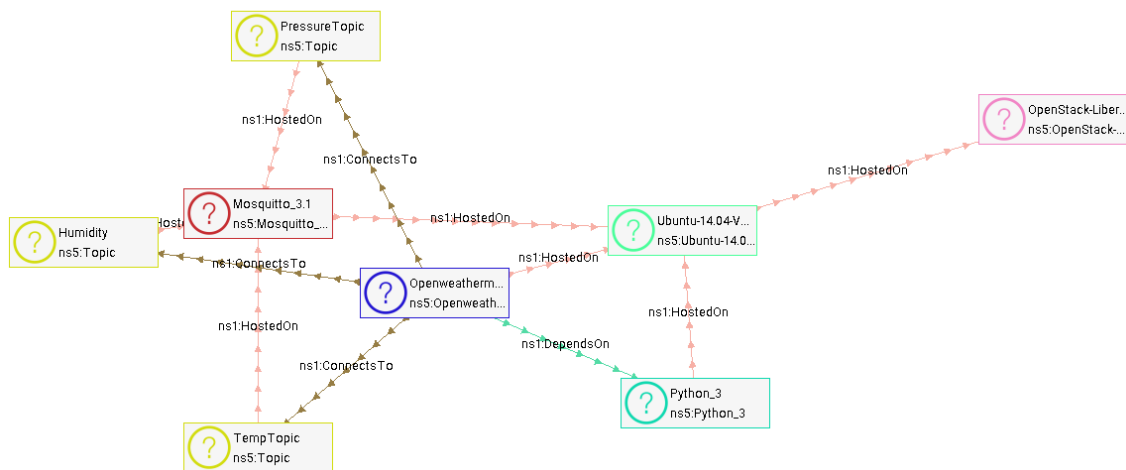 PressureTopic
ns5:Topic
OpenStack-Liber...
ns5:OpenStack-...
ns1:HostedOn
ns1:ConnectsTo
ns1:HostedOn
Mosquitto_3.1
ns5:Mosquitto_...
ns1:HostedOn
Ubuntu-14.04-V...
ns5:Ubuntu-14.0...
Humidity
ns5:Topic
ns1:ConnectsTo
ns1:HostedOn
Openweatherm...
ns5:Openweath...
ns1:HostedOn
ns1:HostedOn
ns1:DependsOn
ns1:ConnectsTo
Python_3
ns5:Python_3
TempTopic
ns5:Topic